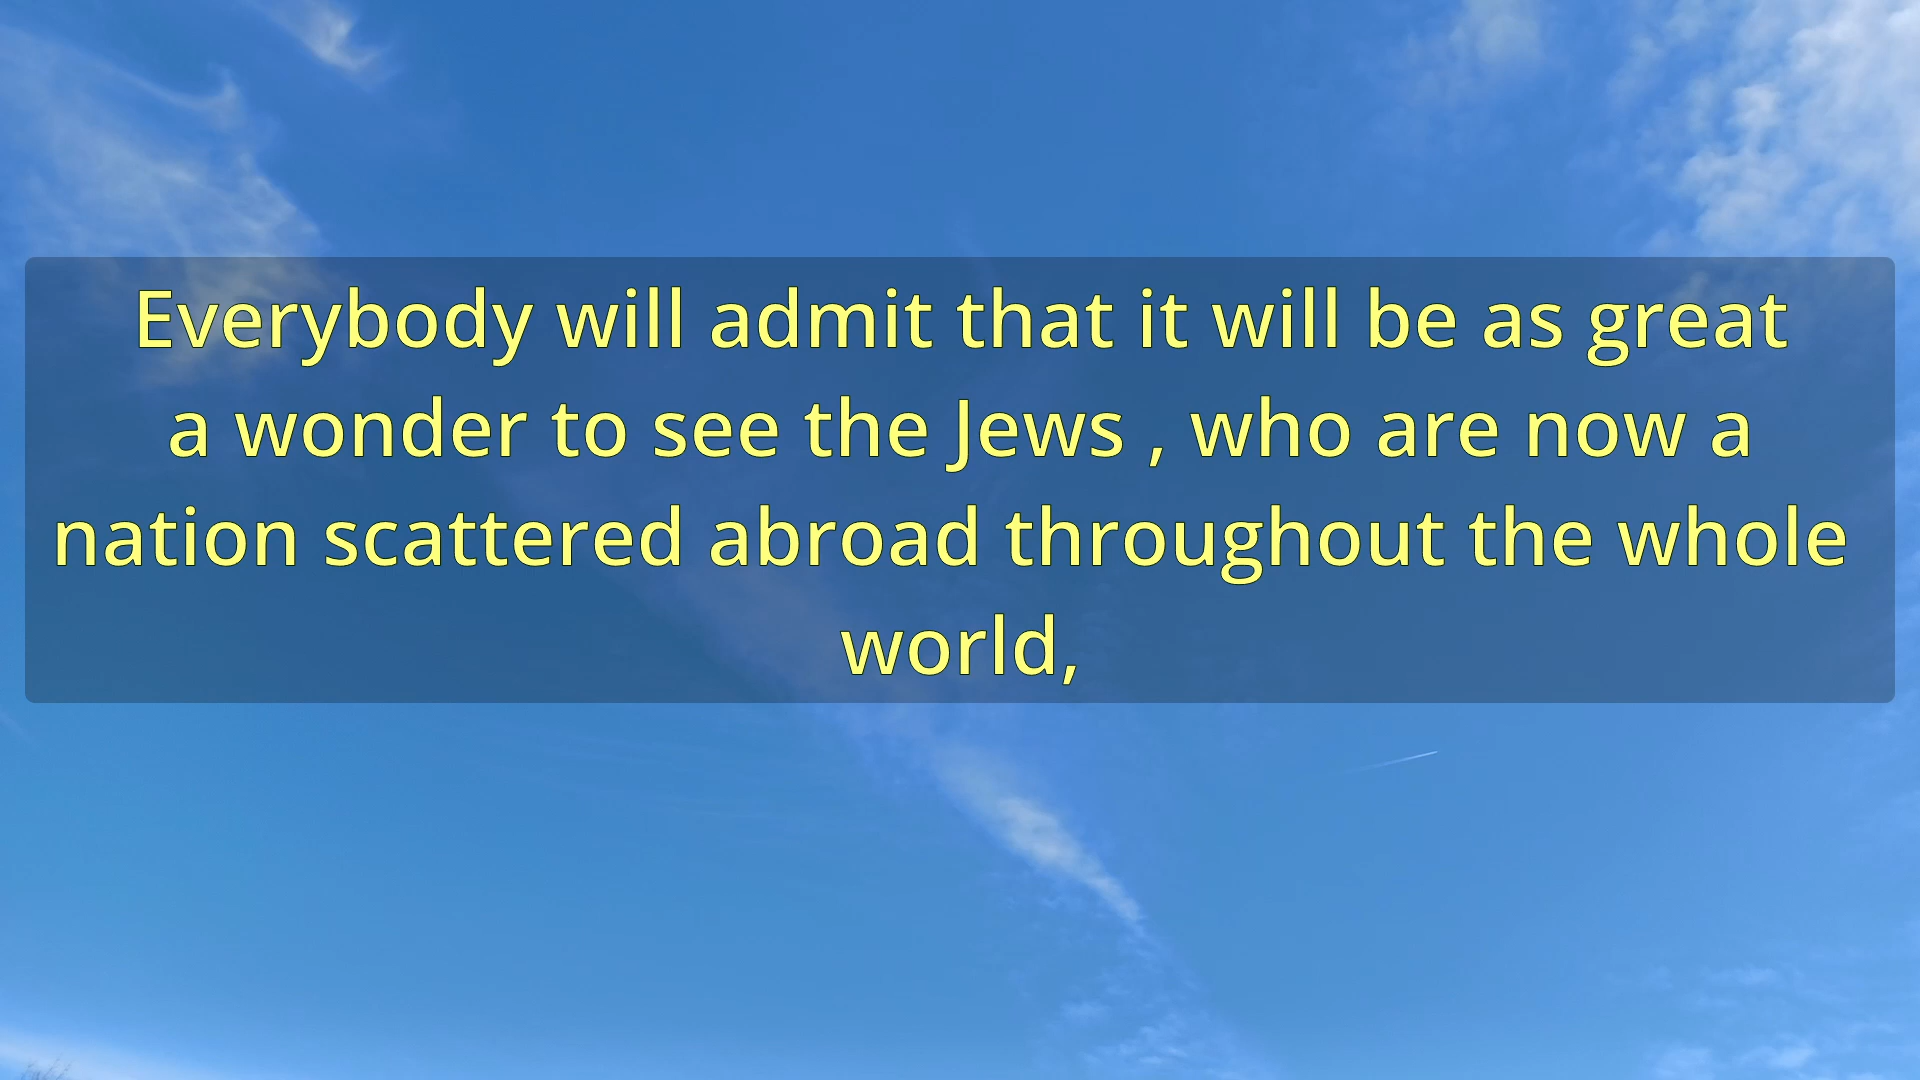 Everybody will admit that it will be as great
a wonder to see the Jews , who are now a
nation scattered abroad throughout the whole
world,